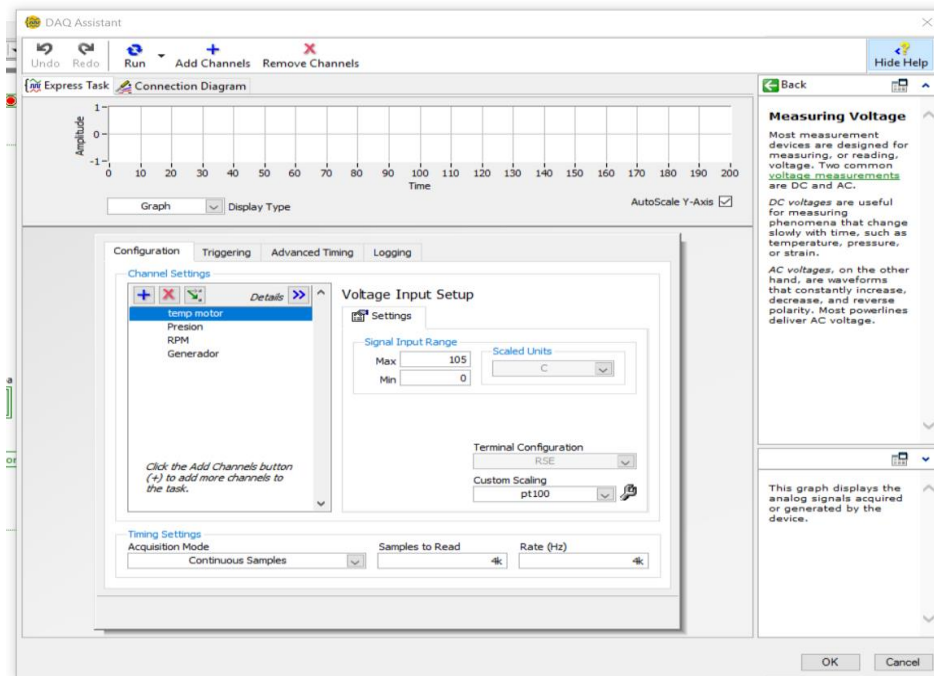 DAQ Assistant
Undo Redo Run Add Channels Remove Channels
Hide Help
Express Task Connection Diagram
Amplitude
1
0
-1
0 10 20 30 40 50 60 70 80 90 100 110 120 130 140 150 160 170 180 190 200
Time
Graph Display Type
AutoScale Y-Axis
Configuration Triggering Advanced Timing Logging
Channel Settings
Details
temp motor
Presion
RPM
Generador
Click the Add Channels button
(+) to add more channels to
the task.
Voltage Input Setup
Settings
Signal Input Range
Max 105
Min 0
Scaled Units
C
Terminal Configuration
RSE
Custom Scaling
pt100
Timing Settings
Acquisition Mode Samples to Read Rate (Hz)
Continuous Samples 4k 4k
Back
Measuring Voltage
Most measurement
devices are designed for
measuring, or reading,
voltage. Two common
voltage measurements
are DC and AC.
DC voltages are useful
for measuring
phenomena that change
slowly with time, such as
temperature, pressure,
or strain.
AC voltages, on the other
hand, are waveforms
that constantly increase,
decrease, and reverse
polarity. Most powerlines
deliver AC voltage.
This graph displays the
analog signals acquired
or generated by the
device.
OK Cancel